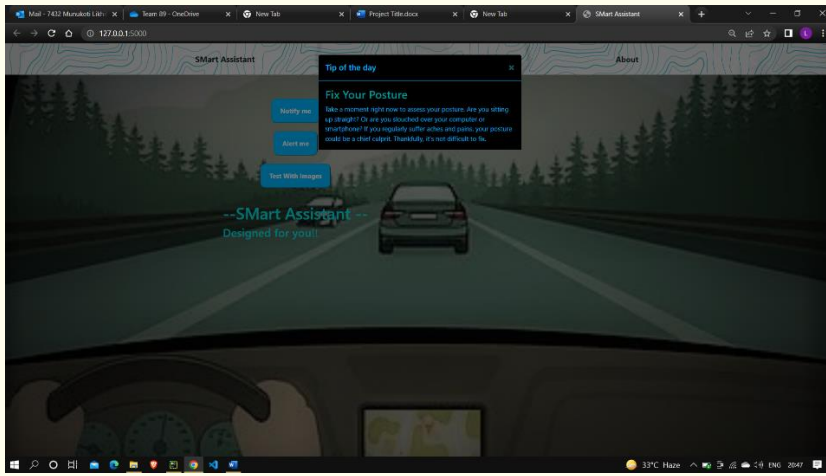 Mail - 7432 Munukoti Likhi
Team 89 - OneDrive
New Tab
Project Title.docx
New Tab
SMart Assistant
127.0.0.1:5000
SMart Assistant
About
Tip of the day
Fix Your Posture
Take a moment right now to assess your posture. Are you sitting
up straight? Or are you slouched over your computer or
smartphone? If you regularly suffer aches and pains, your posture
could be a chief culprit. Thankfully, it's not difficult to fix.
Notify me
Alert me
Test With Images
--SMart Assistant --
Designed for you!!
33°C Haze
ENG
20:47